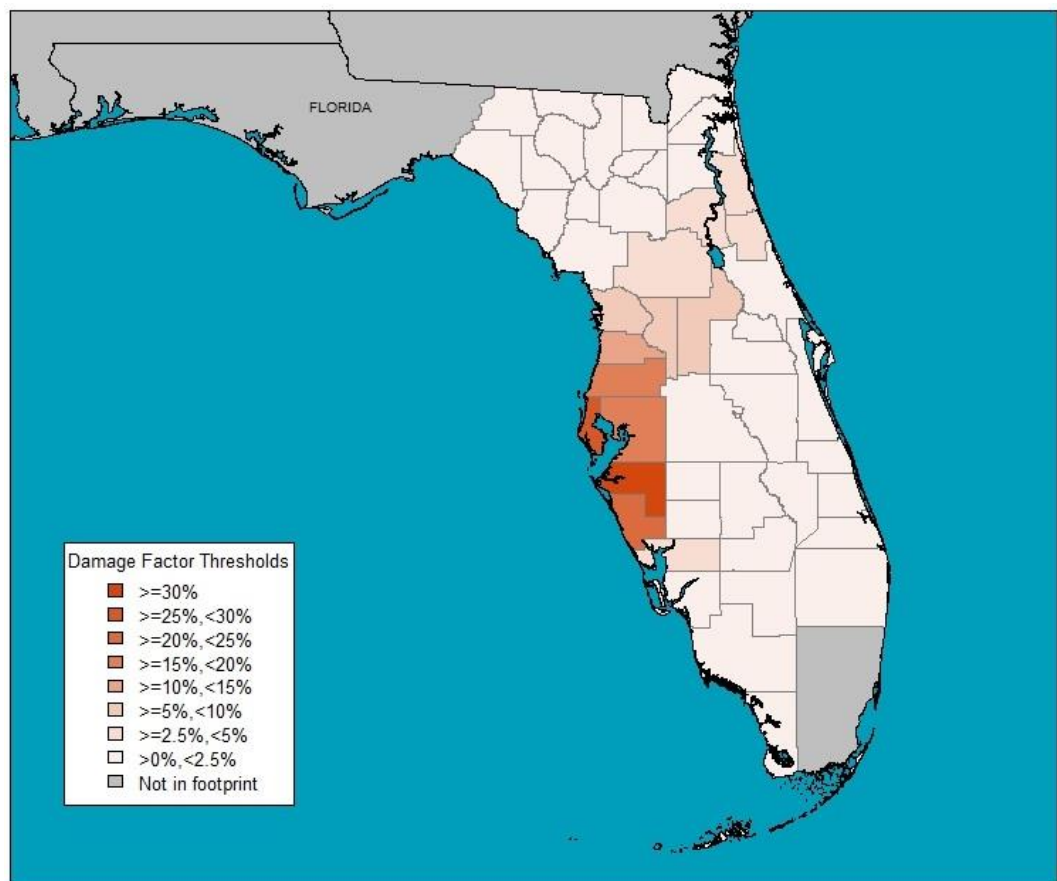 FLORIDA
Damage Factor Thresholds
>=30%
>=25%,<30%
>=20%,<25%
>=15%,<20%
>=10%,<15%
>=5%,<10%
>=2.5%,<5%
>0%,<2.5%
Not in footprint